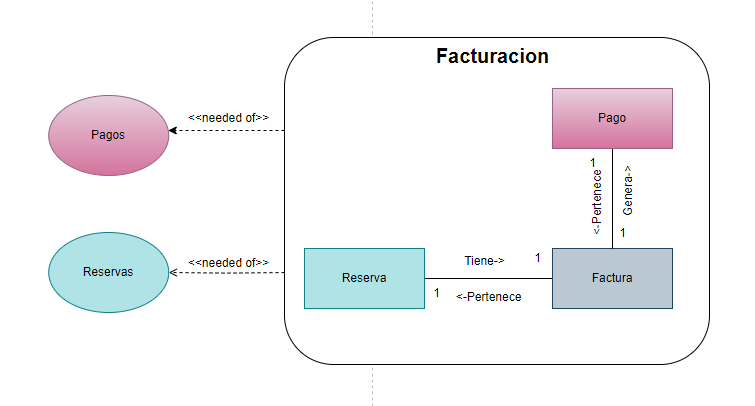 Facturacion
Pago
<<needed of>>
Pagos
1
<-Pertenece
Genera->
1
<<needed of>>
Reservas
Tiene->
1
Reserva
Factura
1
<-Pertenece